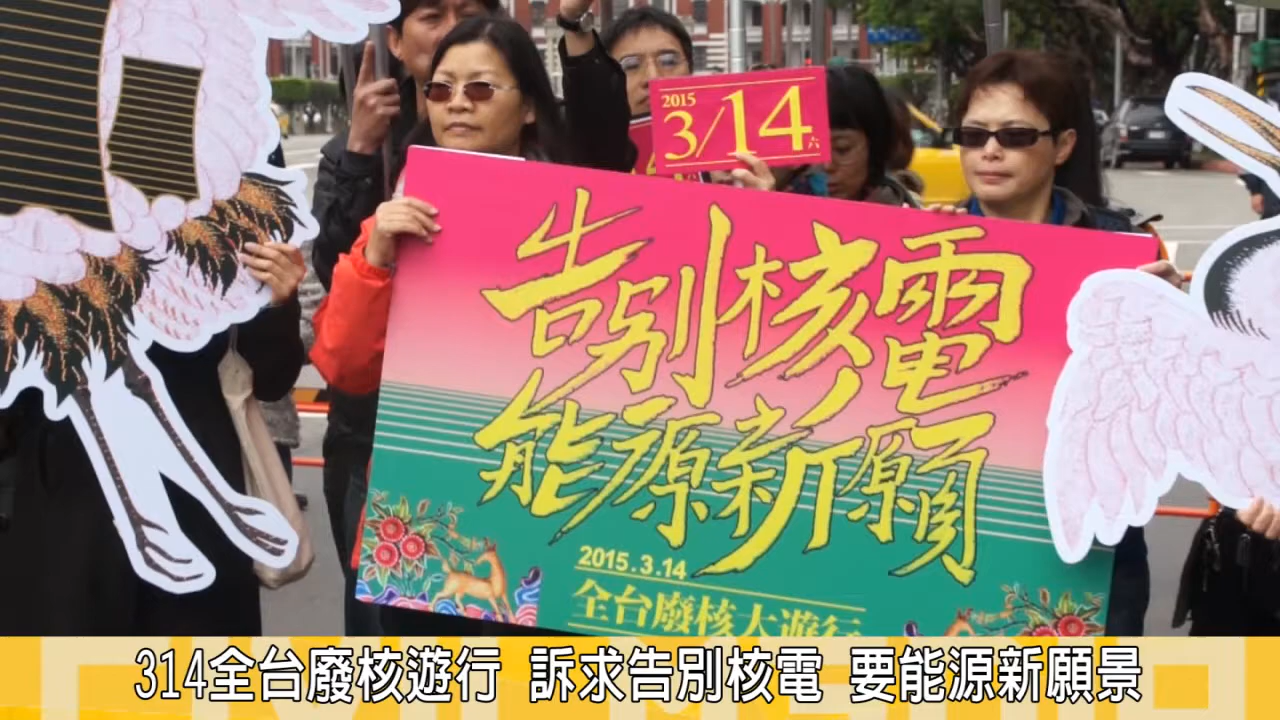 2015
3/14 六
告別核電
能源新願
2015.3.14
全台廢核大遊行
314全台廢核遊行 訴求告別核電 要能源新願景